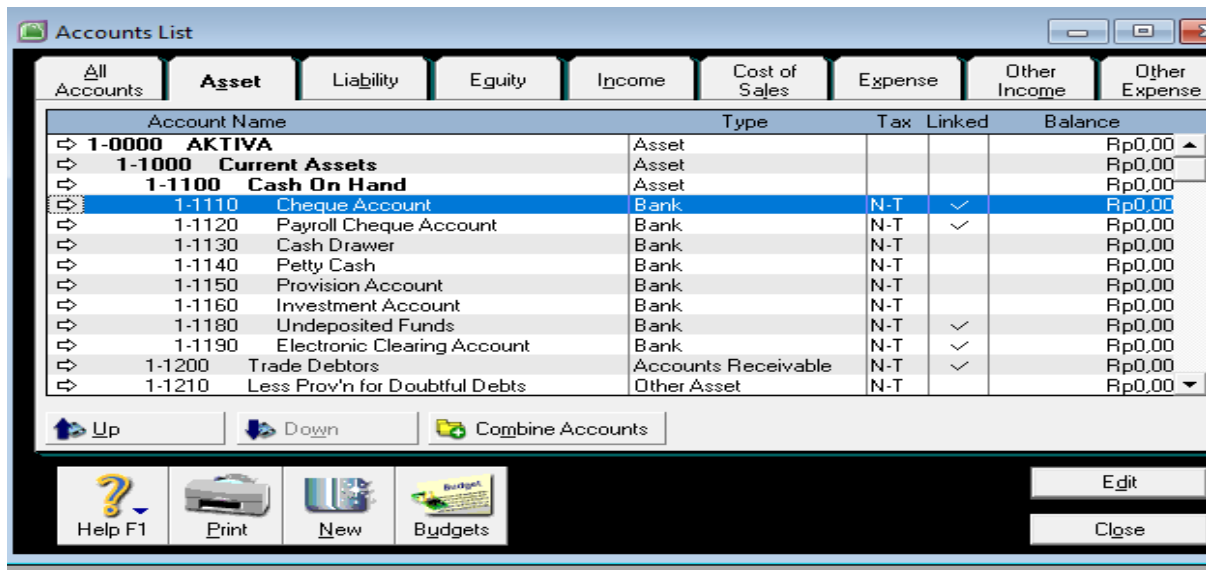 Accounts List
All Accounts Asset Liability Equity Income Cost of Sales Expense Other Income Other Expense
Account Name Type Tax Linked Balance
1-0000 AKTIVA Asset Rp0,00
1-1000 Current Assets Asset Rp0,00
1-1100 Cash On Hand Asset Rp0,00
1-1110 Cheque Account Bank N-T Rp0,00
1-1120 Payroll Cheque Account Bank N-T Rp0,00
1-1130 Cash Drawer Bank N-T Rp0,00
1-1140 Petty Cash Bank N-T Rp0,00
1-1150 Provision Account Bank N-T Rp0,00
1-1160 Investment Account Bank N-T Rp0,00
1-1180 Undeposited Funds Bank N-T Rp0,00
1-1190 Electronic Clearing Account Bank N-T Rp0,00
1-1200 Trade Debtors Accounts Receivable N-T Rp0,00
1-1210 Less Prov'n for Doubtful Debts Other Asset N-T Rp0,00
Up Down Combine Accounts
Budget
Edit
Help F1 Print New Budgets
Close